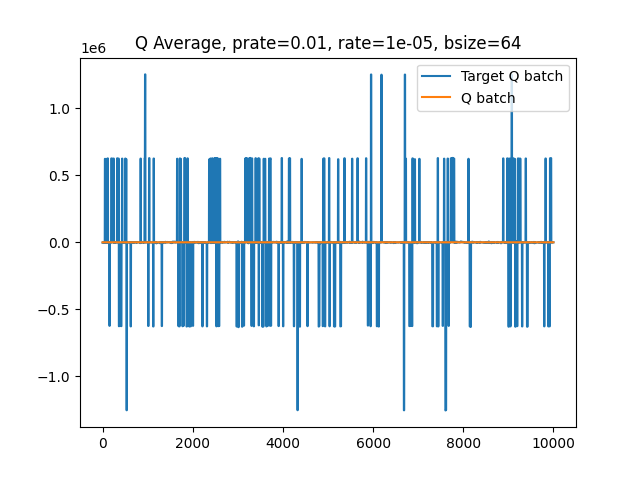 Q Average, prate=0.01, rate=1e-05, bsize=64
1e6
Target Q batch
Q batch
1.0
0.5
0.0
−0.5
−1.0
0 2000 4000 6000 8000 10000